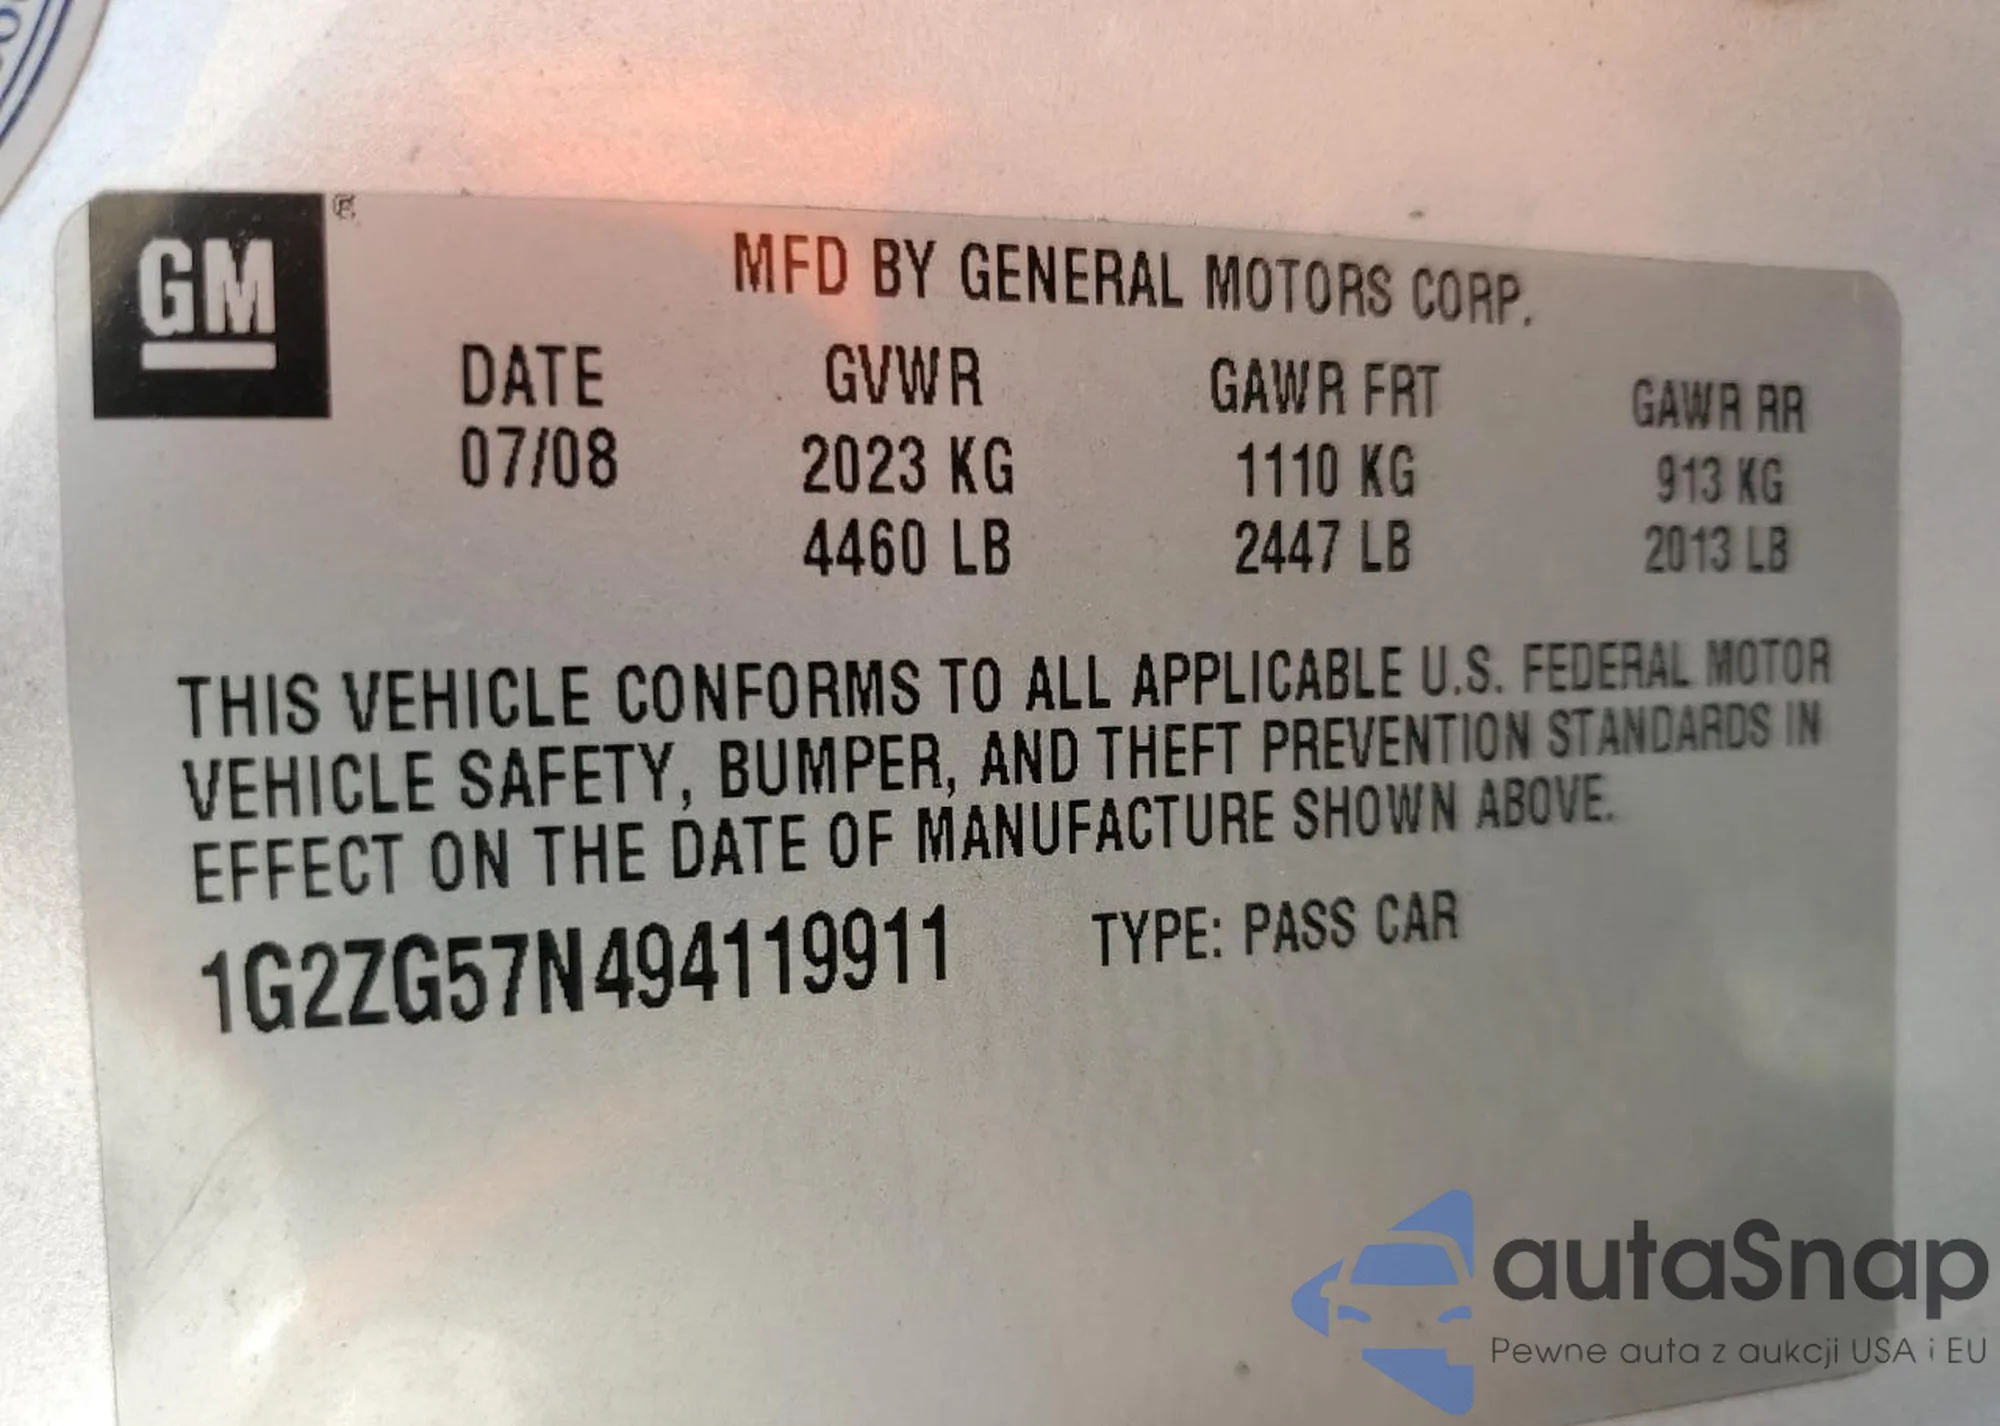 GM
MFD BY GENERAL MOTORS CORP.
DATE GVWR GAWR FRT GAWR RR
07/08 2023 KG 1110 KG 913 KG
4460 LB 2447 LB 2013 LB
THIS VEHICLE CONFORMS TO ALL APPLICABLE U.S. FEDERAL MOTOR
VEHICLE SAFETY, BUMPER, AND THEFT PREVENTION STANDARDS IN
EFFECT ON THE DATE OF MANUFACTURE SHOWN ABOVE.
1G2ZG57N494119911 TYPE: PASS CAR
autaSnap
Pewne auta z aukcji USA i EU